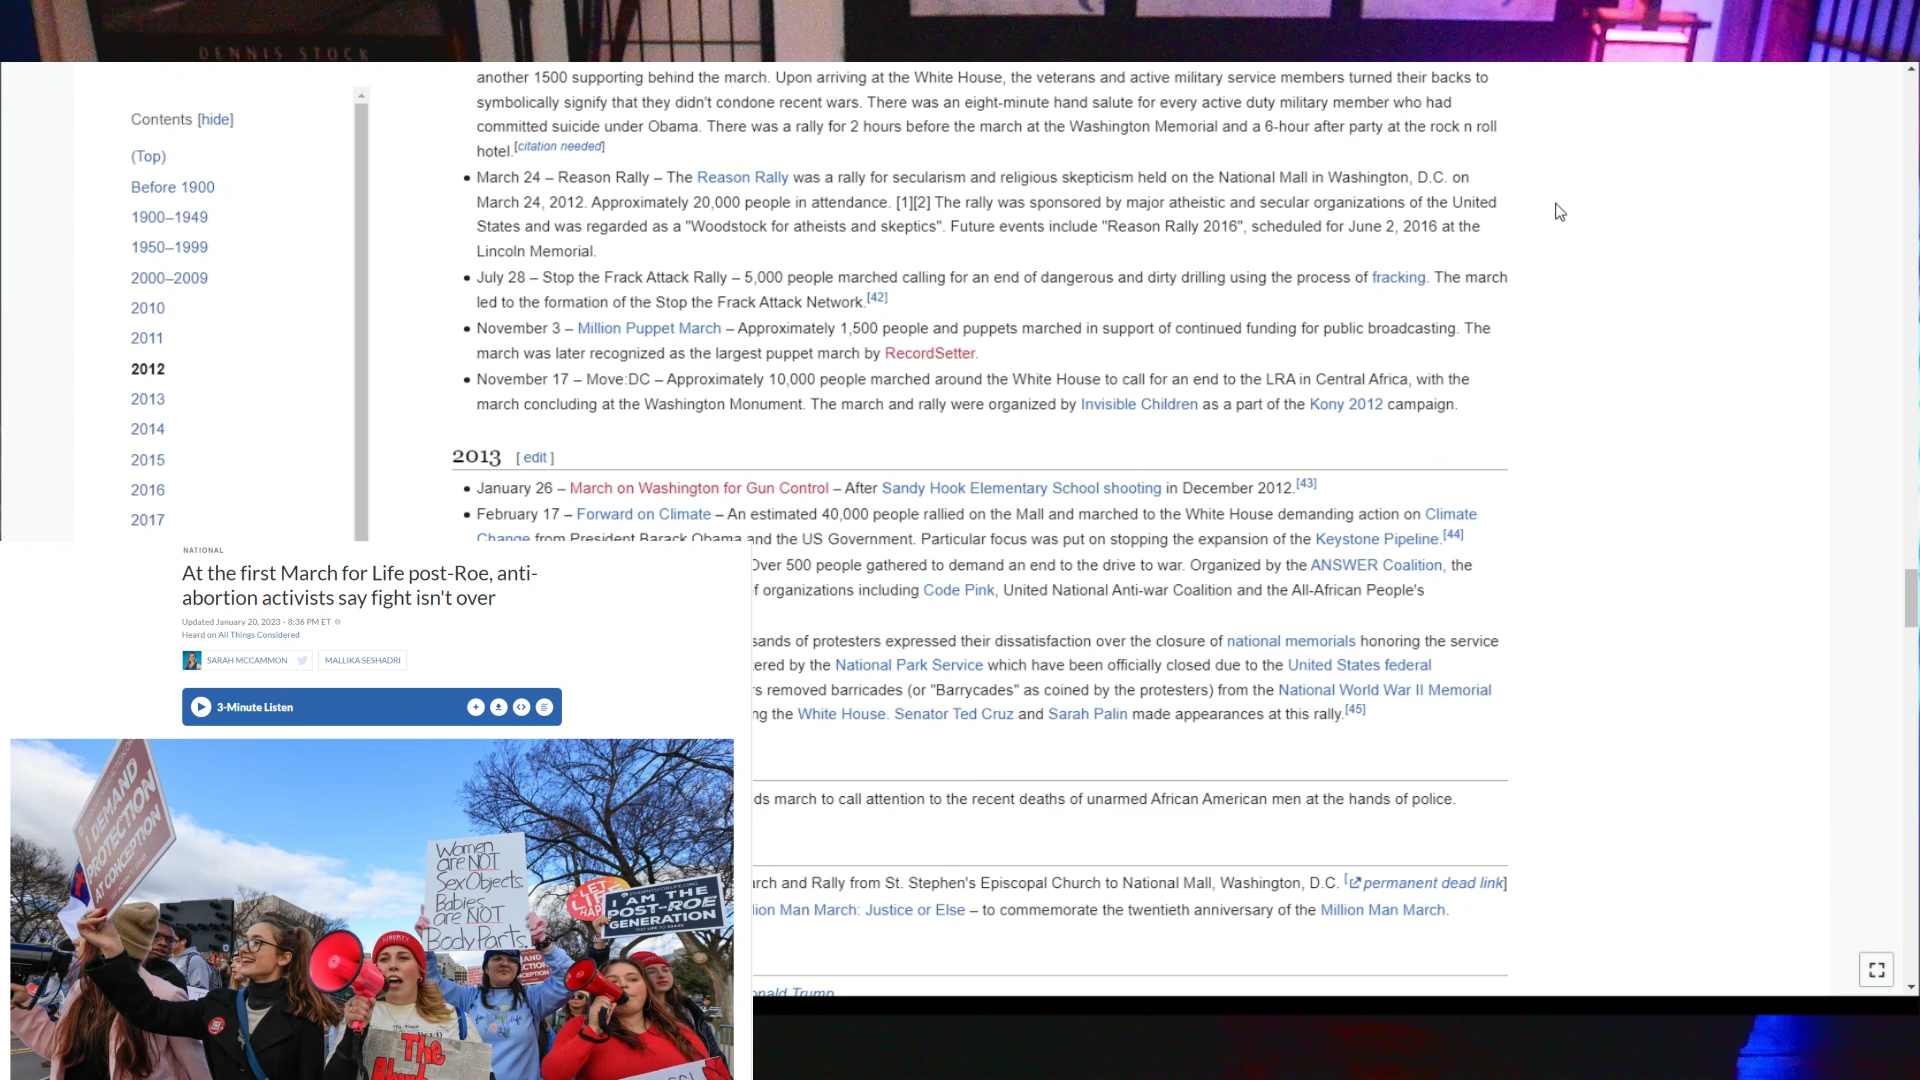 DENNIS STOCK
another 1500 supporting behind the march. Upon arriving at the White House, the veterans and active military service members turned their backs to
symbolically signify that they didn't condone recent wars. There was an eight-minute hand salute for every active duty military member who had
committed suicide under Obama. There was a rally for 2 hours before the march at the Washington Memorial and a 6-hour after party at the rock n roll
hotel.[citation needed]
Contents [hide]
(Top)
Before 1900
1900–1949
1950–1999
2000–2009
2010
2011
2012
2013
2014
2015
2016
2017
• March 24 – Reason Rally – The Reason Rally was a rally for secularism and religious skepticism held on the National Mall in Washington, D.C. on
March 24, 2012. Approximately 20,000 people in attendance. [1][2] The rally was sponsored by major atheistic and secular organizations of the United
States and was regarded as a "Woodstock for atheists and skeptics". Future events include "Reason Rally 2016", scheduled for June 2, 2016 at the
Lincoln Memorial.
• July 28 – Stop the Frack Attack Rally – 5,000 people marched calling for an end of dangerous and dirty drilling using the process of fracking. The march
led to the formation of the Stop the Frack Attack Network.[42]
• November 3 – Million Puppet March – Approximately 1,500 people and puppets marched in support of continued funding for public broadcasting. The
march was later recognized as the largest puppet march by RecordSetter.
• November 17 – Move:DC – Approximately 10,000 people marched around the White House to call for an end to the LRA in Central Africa, with the
march concluding at the Washington Monument. The march and rally were organized by Invisible Children as a part of the Kony 2012 campaign.
2013 [ edit ]
• January 26 – March on Washington for Gun Control – After Sandy Hook Elementary School shooting in December 2012.[43]
• February 17 – Forward on Climate – An estimated 40,000 people rallied on the Mall and marched to the White House demanding action on Climate
Change from President Barack Obama and the US Government. Particular focus was put on stopping the expansion of the Keystone Pipeline.[44]
Over 500 people gathered to demand an end to the drive to war. Organized by the ANSWER Coalition, the
f organizations including Code Pink, United National Anti-war Coalition and the All-African People's
sands of protesters expressed their dissatisfaction over the closure of national memorials honoring the service
ered by the National Park Service which have been officially closed due to the United States federal
s removed barricades (or "Barrycades" as coined by the protesters) from the National World War II Memorial
ng the White House. Senator Ted Cruz and Sarah Palin made appearances at this rally.[45]
ds march to call attention to the recent deaths of unarmed African American men at the hands of police.
rch and Rally from St. Stephen's Episcopal Church to National Mall, Washington, D.C. [permanent dead link]
lion Man March: Justice or Else – to commemorate the twentieth anniversary of the Million Man March.
onald Trump
NATIONAL
At the first March for Life post-Roe, anti-
abortion activists say fight isn't over
Updated January 20, 2023 · 8:36 PM ET
Heard on All Things Considered
SARAH MCCAMMON
MALLIKA SESHADRI
3-Minute Listen
I DEMAND
PROTECTION
AT CONCEPTION
Women
are NOT
Sex Objects.
Babies
are NOT
Body Parts.
LET
I AM THE
POST-ROE
GENERATION
The